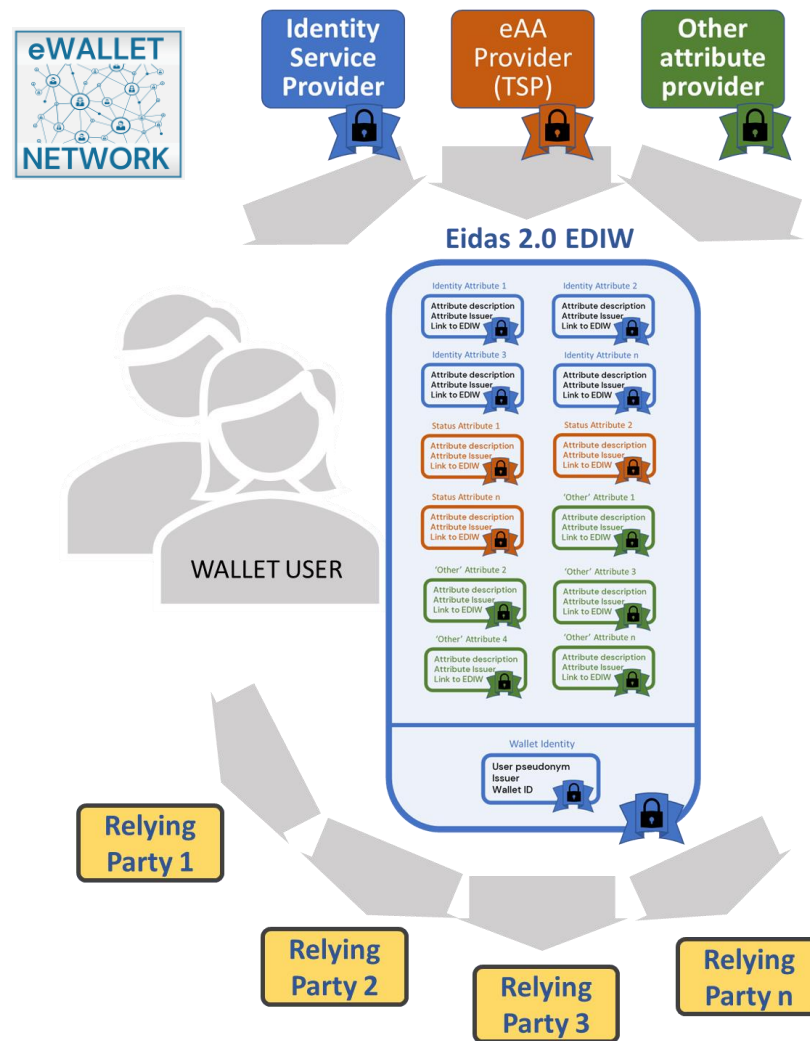 eWALLET
NETWORK
Identity
Service
Provider
eAA
Provider
(TSP)
Other
attribute
provider
Eidas 2.0 EDIW
Identity Attribute 1
Attribute description
Attribute Issuer
Link to EDIW
Identity Attribute 2
Attribute description
Attribute Issuer
Link to EDIW
Identity Attribute 3
Attribute description
Attribute Issuer
Link to EDIW
Identity Attribute n
Attribute description
Attribute Issuer
Link to EDIW
Status Attribute 1
Attribute description
Attribute Issuer
Link to EDIW
Status Attribute 2
Attribute description
Attribute Issuer
Link to EDIW
Status Attribute n
Attribute description
Attribute Issuer
Link to EDIW
'Other' Attribute 1
Attribute description
Attribute Issuer
Link to EDIW
'Other' Attribute 2
Attribute description
Attribute Issuer
Link to EDIW
'Other' Attribute 3
Attribute description
Attribute Issuer
Link to EDIW
'Other' Attribute 4
Attribute description
Attribute Issuer
Link to EDIW
'Other' Attribute n
Attribute description
Attribute Issuer
Link to EDIW
WALLET USER
Wallet Identity
User pseudonym
Issuer
Wallet ID
Relying
Party 1
Relying
Party 2
Relying
Party 3
Relying
Party n